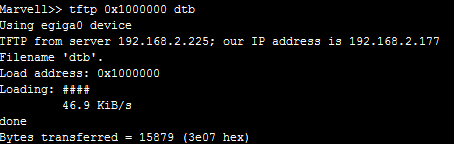 Marvell>> tftp 0x1000000 dtb
Using egiga0 device
TFTP from server 192.168.2.225; our IP address is 192.168.2.177
Filename 'dtb'.
Load address: 0x1000000
Loading: ####
46.9 KiB/s
done
Bytes transferred = 15879 (3e07 hex)